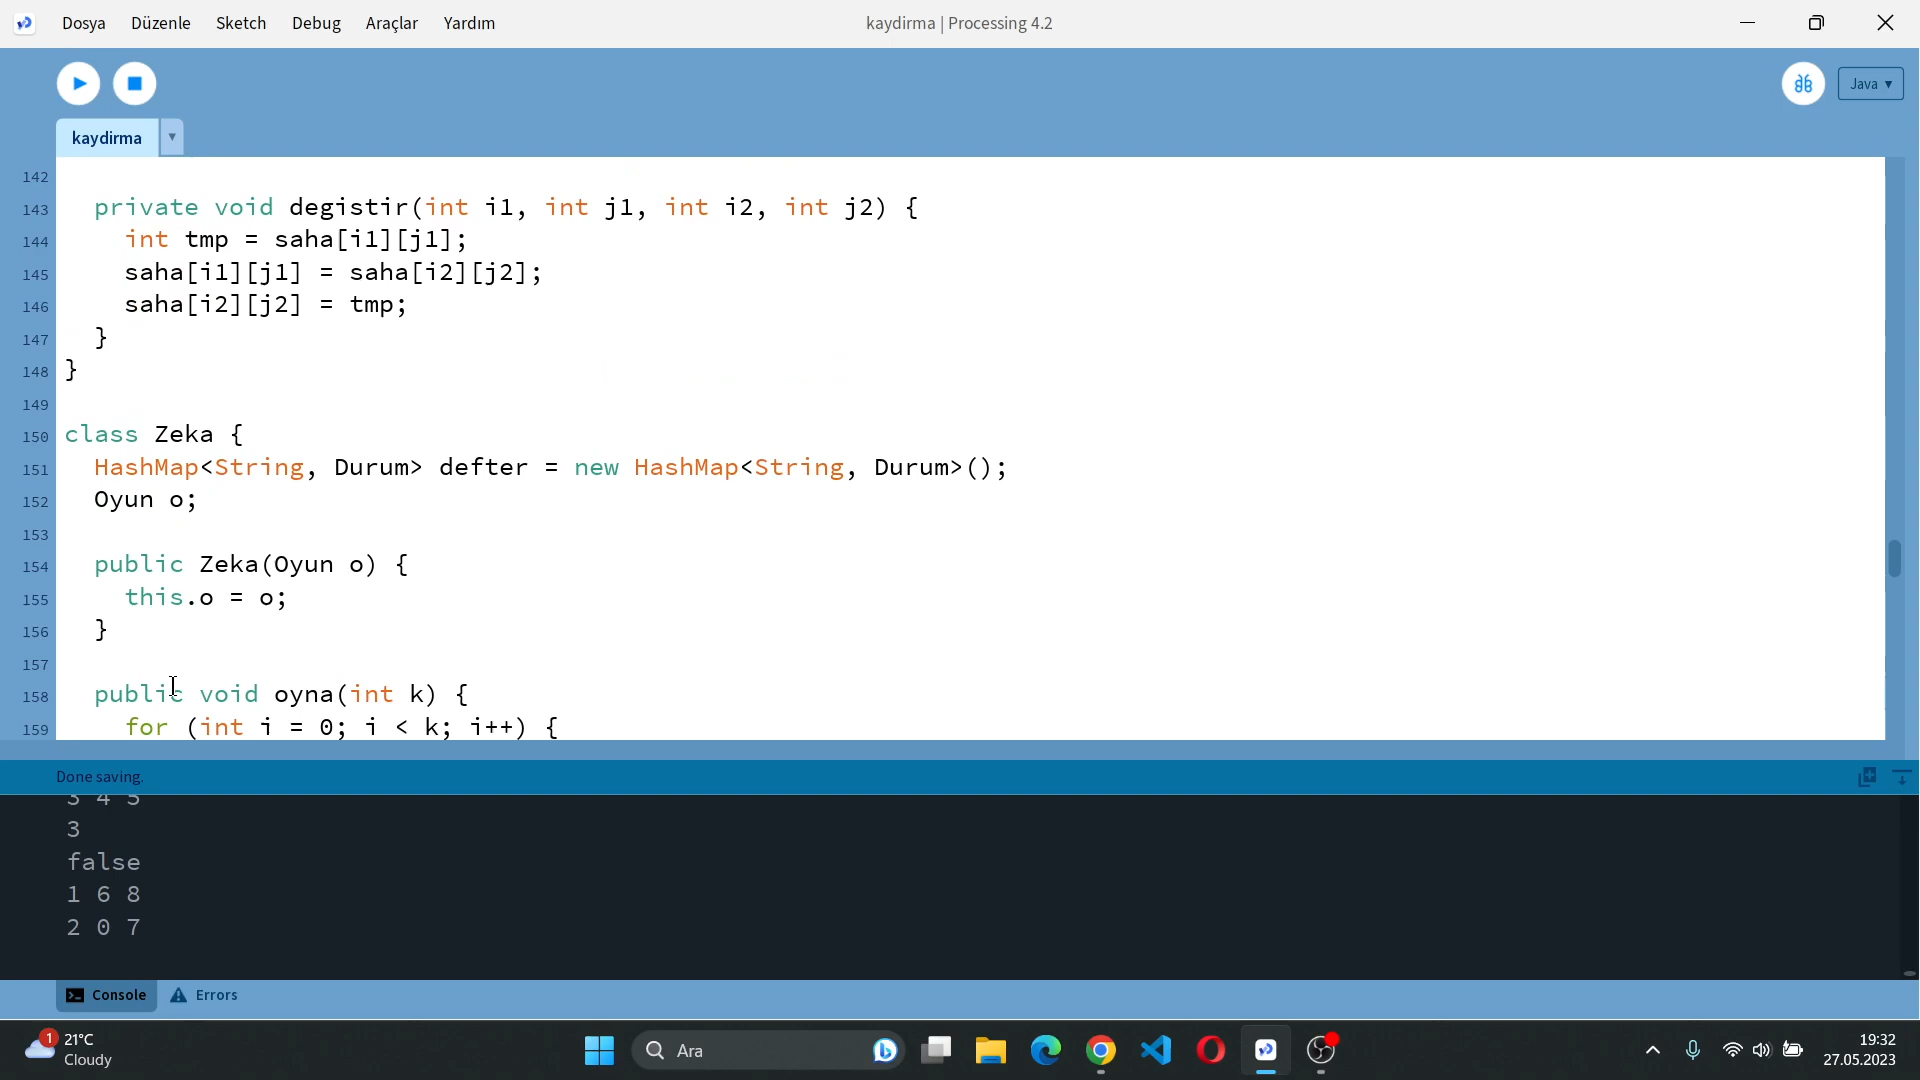 Dosya Düzenle Sketch Debug Araçlar Yardım kaydirma | Processing 4.2
Java
kaydirma
142
143 private void degistir(int i1, int j1, int i2, int j2) {
144 int tmp = saha[i1][j1];
145 saha[i1][j1] = saha[i2][j2];
146 saha[i2][j2] = tmp;
147 }
148 }
149
150 class Zeka {
151 HashMap<String, Durum> defter = new HashMap<String, Durum>();
152 Oyun o;
153
154 public Zeka(Oyun o) {
155 this.o = o;
156 }
157
158 public void oyna(int k) {
159 for (int i = 0; i < k; i++) {
Done saving.
3 4 5
3
false
1 6 8
2 0 7
Console Errors
1 21°C
Cloudy
Ara
19:32
27.05.2023